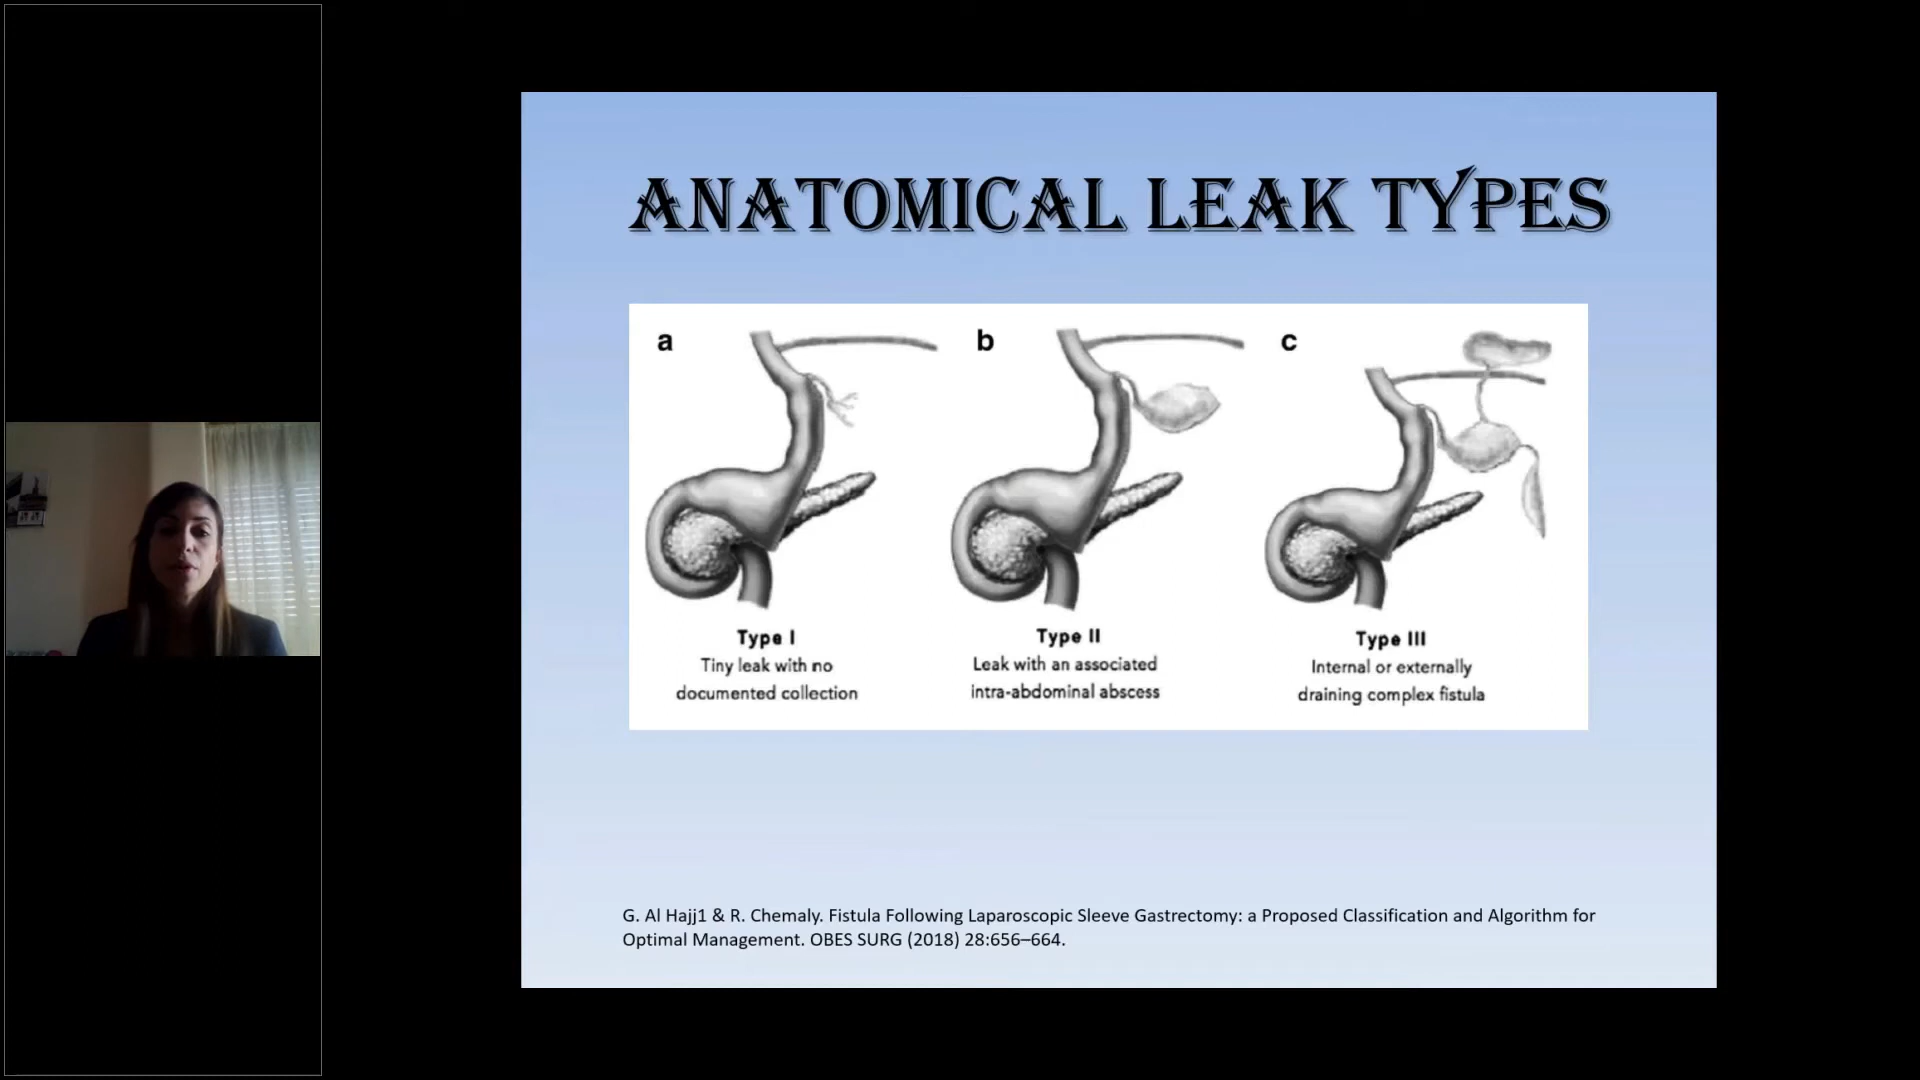 ANATOMICAL LEAK TYPES
a
b
c
Type I
Tiny leak with no
documented collection
Type II
Leak with an associated
intra-abdominal abscess
Type III
Internal or externally
draining complex fistula
G. Al Hajj1 & R. Chemaly. Fistula Following Laparoscopic Sleeve Gastrectomy: a Proposed Classification and Algorithm for
Optimal Management. OBES SURG (2018) 28:656–664.